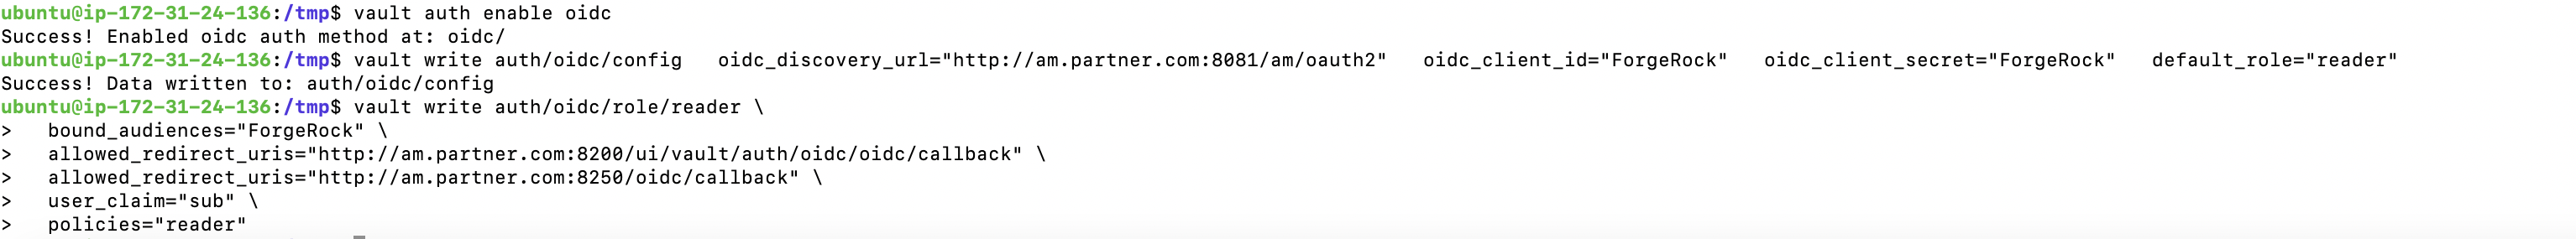 ubuntu@ip-172-31-24-136:/tmp$ vault auth enable oidc
Success! Enabled oidc auth method at: oidc/
ubuntu@ip-172-31-24-136:/tmp$ vault write auth/oidc/config   oidc_discovery_url="http://am.partner.com:8081/am/oauth2"   oidc_client_id="ForgeRock"   oidc_client_secret="ForgeRock"   default_role="reader"
Success! Data written to: auth/oidc/config
ubuntu@ip-172-31-24-136:/tmp$ vault write auth/oidc/role/reader \
>   bound_audiences="ForgeRock" \
>   allowed_redirect_uris="http://am.partner.com:8200/ui/vault/auth/oidc/oidc/callback" \
>   allowed_redirect_uris="http://am.partner.com:8250/oidc/callback" \
>   user_claim="sub" \
>   policies="reader"